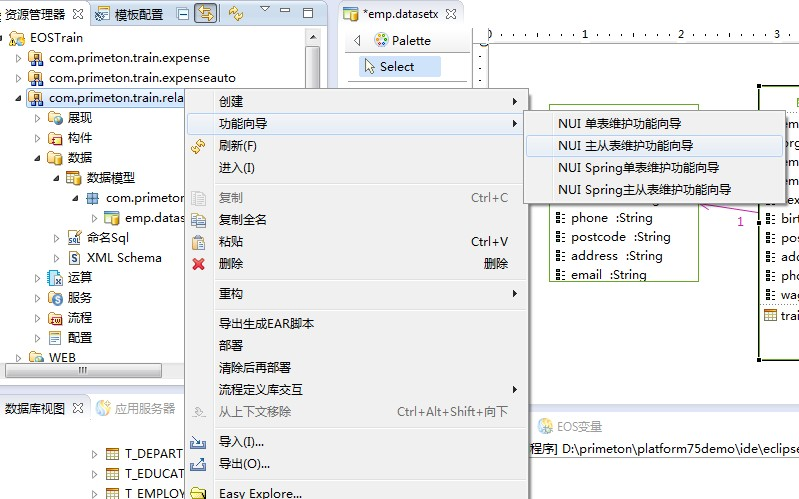 资源管理器
模板配置
EOSTrain
com.primeton.train.expense
com.primeton.train.expenseauto
com.primeton.train.rela
展现
构件
数据
数据模型
com.primeto
emp.datas
命名Sql
XML Schema
运算
服务
流程
配置
WEB
*emp.datasetx
Palette
Select
0
1
2
3
创建
功能向导
刷新(F)
进入(I)
复制 Ctrl+C
复制全名
粘贴 Ctrl+V
删除 删除
重构
导出生成EAR脚本
部署
清除后再部署
流程定义库交互
从上下文移除 Ctrl+Alt+Shift+向下
导入(I)...
导出(O)...
Easy Explore...
NUI 单表维护功能向导
NUI 主从表维护功能向导
NUI Spring单表维护功能向导
NUI Spring主从表维护功能向导
phone :String
postcode :String
address :String
email :String
1
birt
pos
add
pho
wag
trai
数据库视图
应用服务器
T_DEPART
T_EDUCAT
T_EMPLOY
EOS变量
程序] D:\primeton\platform75demo\ide\eclipse